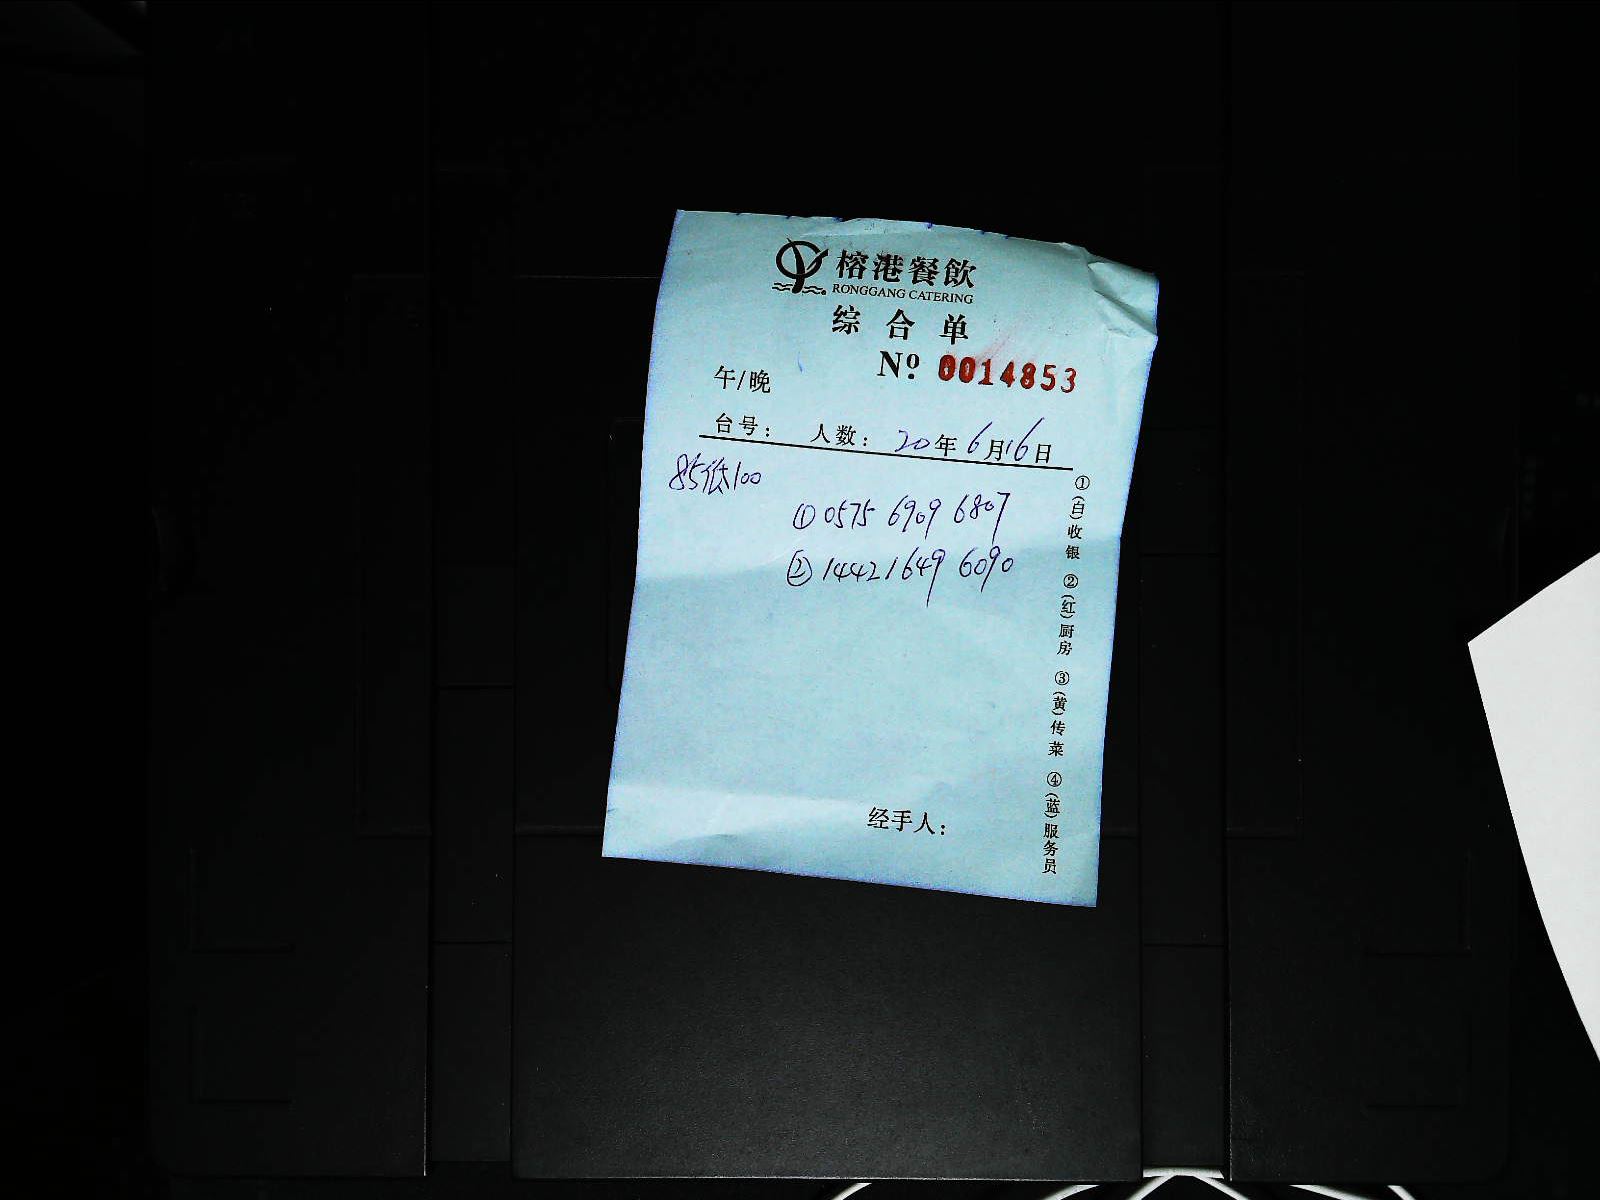 榕港餐飲
RONGGANG CATERING
综合单
Nº 0014853
午/晚
台号： 人数： 20年6月16日
85低100
①0575 6909 6807
②1442 1649 6090
①(白)收银 ②(红)厨房 ③(黄)传菜 ④(蓝)服务员
经手人：